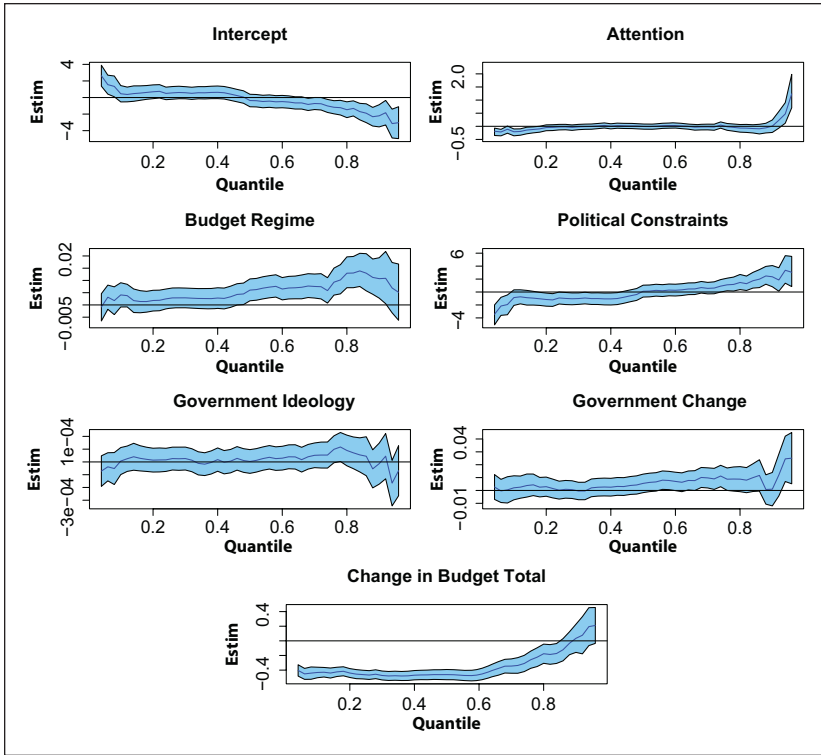 Intercept
Estim
4
−4
0.2 0.4 0.6 0.8
Quantile
Attention
Estim
2.0
−0.5
0.2 0.4 0.6 0.8
Quantile
Budget Regime
Estim
0.02
−0.005
0.2 0.4 0.6 0.8
Quantile
Political Constraints
Estim
6
−4
0.2 0.4 0.6 0.8
Quantile
Government Ideology
Estim
1e−04
−3e−04
0.2 0.4 0.6 0.8
Quantile
Government Change
Estim
0.04
−0.01
0.2 0.4 0.6 0.8
Quantile
Change in Budget Total
Estim
0.4
−0.4
0.2 0.4 0.6 0.8
Quantile